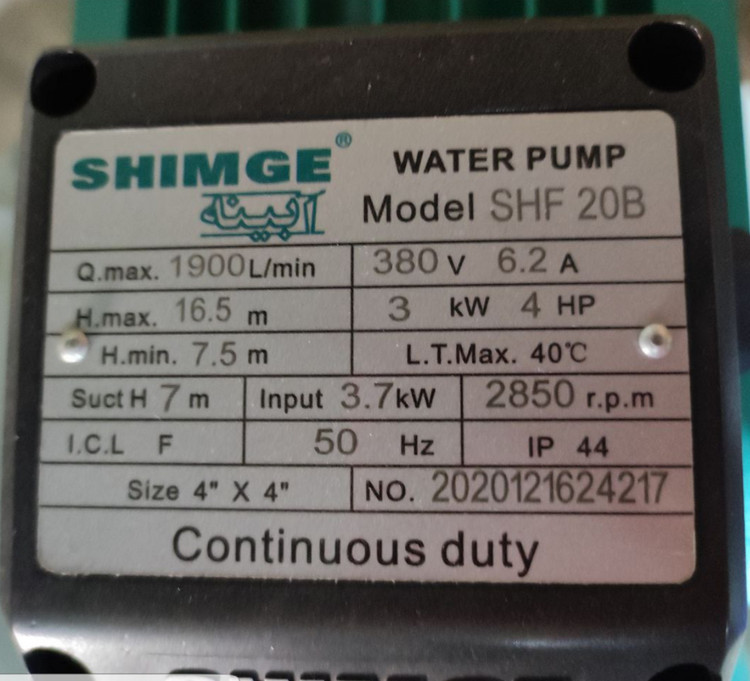 SHIMGE®
آبینه
WATER PUMP
Model SHF 20B
Q.max. 1900 L/min
380 V 6.2 A
H.max. 16.5 m
3 kW 4 HP
H.min. 7.5 m
L.T.Max. 40℃
Suct H 7 m
Input 3.7kW
2850 r.p.m
I.C.L F
50 Hz
IP 44
Size 4" X 4"
NO. 2020121624217
Continuous duty